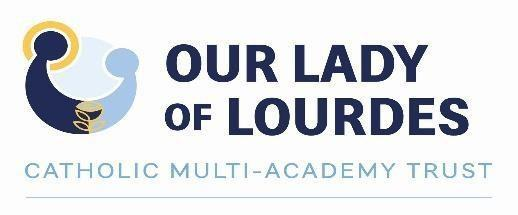 OUR LADY
OF LOURDES
CATHOLIC MULTI-ACADEMY TRUST